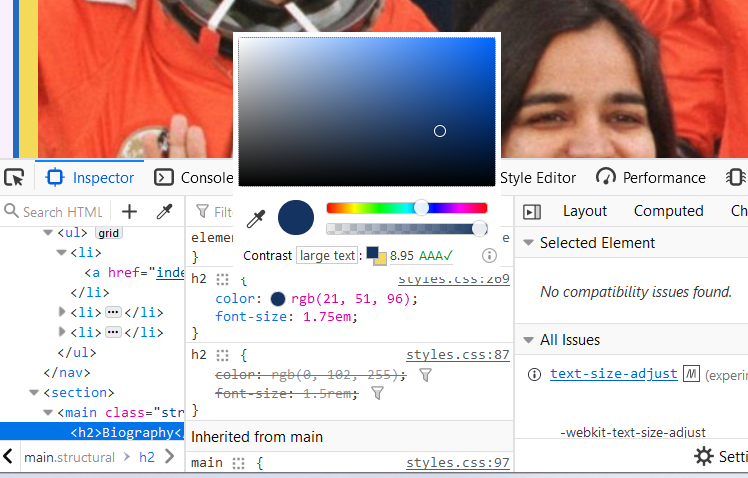 Inspector
Console
Style Editor
Performance
Search HTML
Filte
Layout
Computed
Ch
<ul> grid
<li>
<a href="inde
</li>
<li> ··· </li>
<li> ··· </li>
</ul>
</nav>
<section>
<main class="str
<h2>Biography<
main.structural > h2
Contrast large text: 8.95 AAA✓
elem
e
}
h2 {
styles.css:269
color: rgb(21, 51, 96);
font-size: 1.75em;
}
h2 {
styles.css:87
color: rgb(0, 102, 255);
font-size: 1.5rem;
}
Inherited from main
main {
styles.css:97
Selected Element
No compatibility issues found.
All Issues
text-size-adjust (experin
-webkit-text-size-adjust
Setti